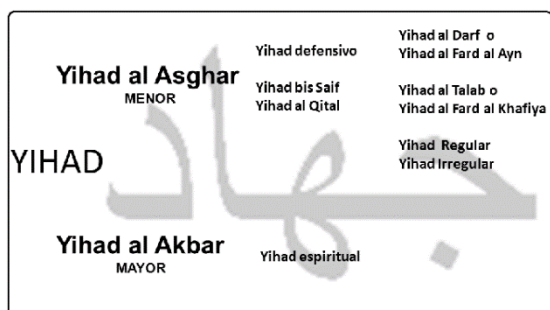 YIHAD
Yihad al Asghar
MENOR
Yihad defensivo
Yihad bis Saif
Yihad al Qital
Yihad al Darf o
Yihad al Fard al Ayn
Yihad al Talab o
Yihad al Fard al Khafiya
Yihad Regular
Yihad Irregular
Yihad al Akbar
MAYOR
Yihad espiritual
جهاد